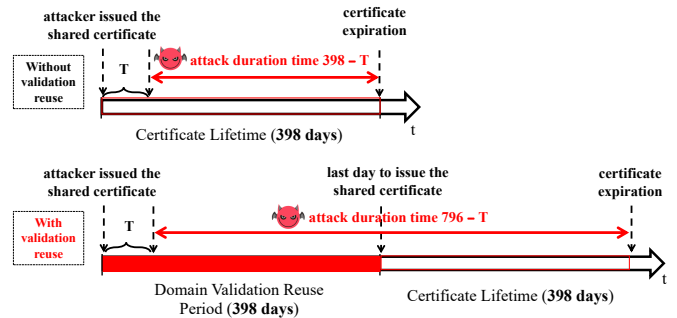 attacker issued the
shared certificate
certificate
expiration
Without
validation
reuse
T
attack duration time 398 – T
Certificate Lifetime (398 days)
t
attacker issued the
shared certificate
last day to issue the
shared certificate
certificate
expiration
With
validation
reuse
T
attack duration time 796 – T
Domain Validation Reuse
Period (398 days)
Certificate Lifetime (398 days)
t